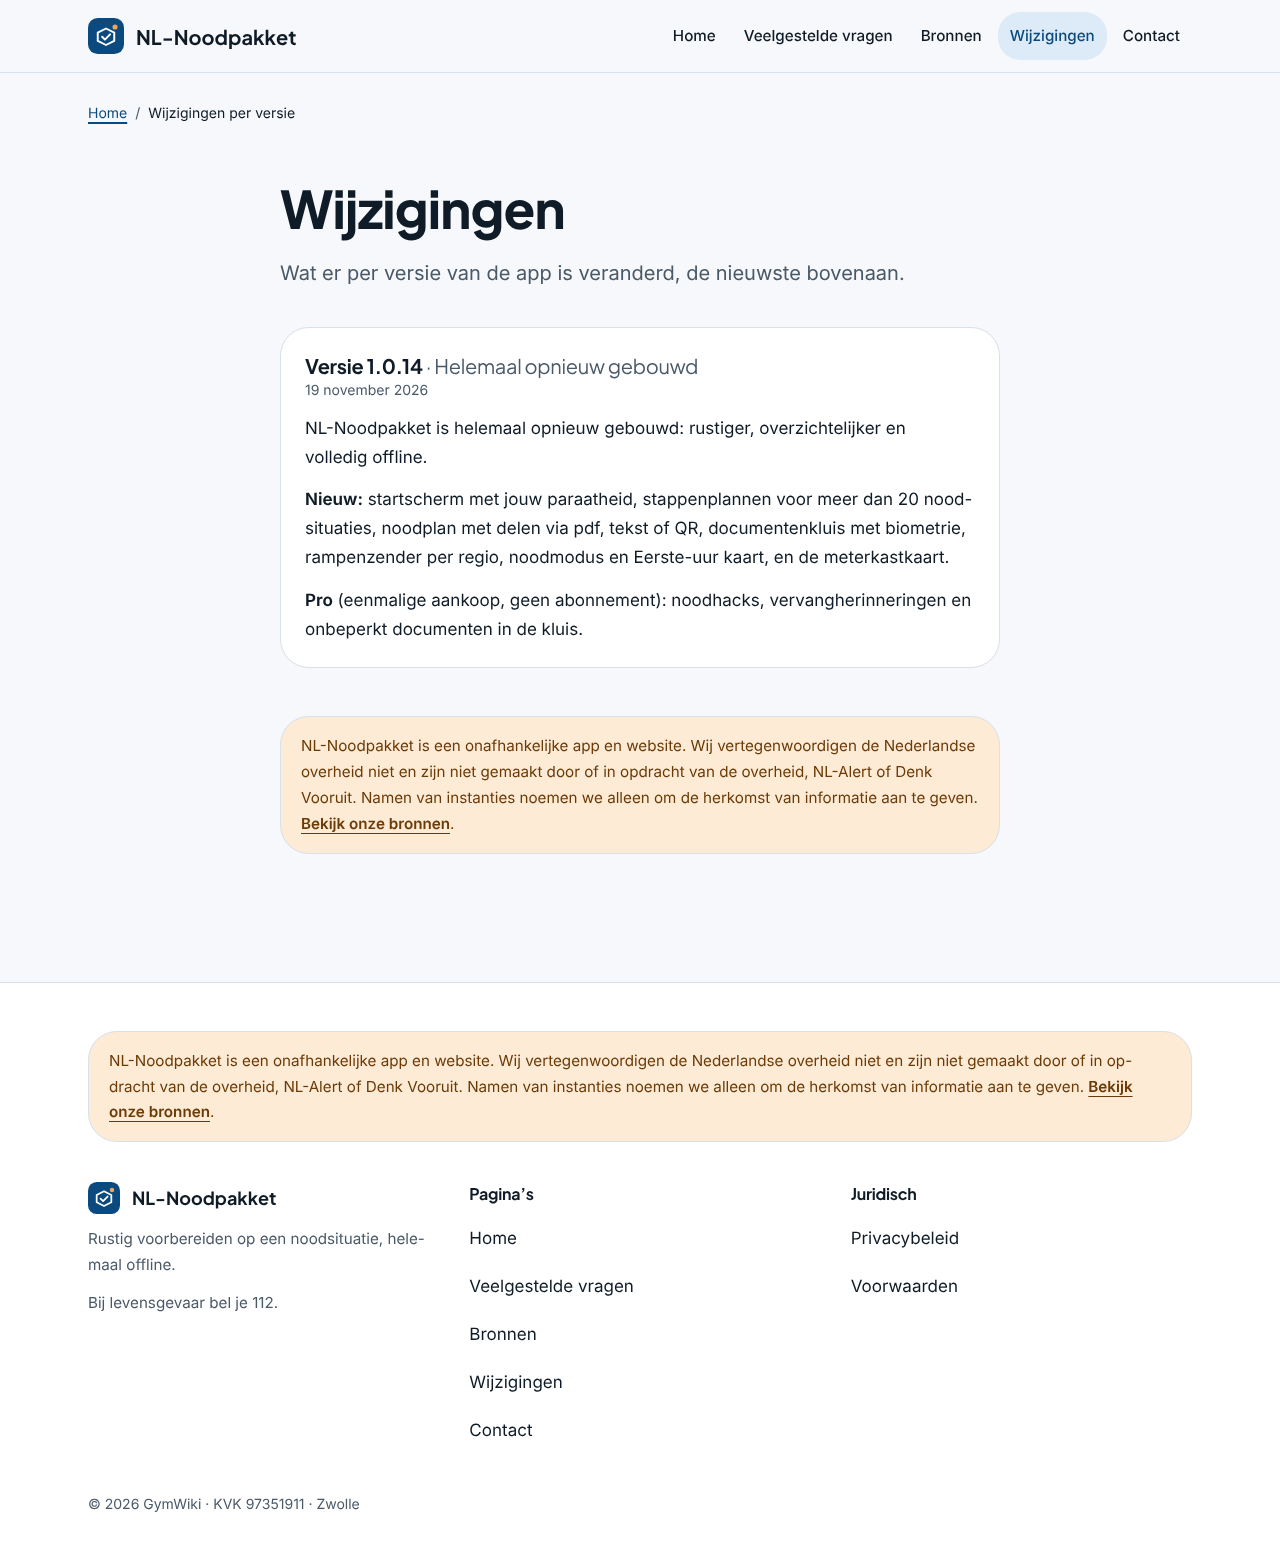 NL-Noodpakket
Home
Veelgestelde vragen
Bronnen
Wijzigingen
Contact
Home / Wijzigingen per versie
Wijzigingen
Wat er per versie van de app is veranderd, de nieuwste bovenaan.
Versie 1.0.14 · Helemaal opnieuw gebouwd
19 november 2026
NL-Noodpakket is helemaal opnieuw gebouwd: rustiger, overzichtelijker en
volledig offline.
Nieuw: startscherm met jouw paraatheid, stappenplannen voor meer dan 20 nood-
situaties, noodplan met delen via pdf, tekst of QR, documentenkluis met biometrie,
rampenzender per regio, noodmodus en Eerste-uur kaart, en de meterkastkaart.
Pro (eenmalige aankoop, geen abonnement): noodhacks, vervangherinneringen en
onbeperkt documenten in de kluis.
NL-Noodpakket is een onafhankelijke app en website. Wij vertegenwoordigen de Nederlandse
overheid niet en zijn niet gemaakt door of in opdracht van de overheid, NL-Alert of Denk
Vooruit. Namen van instanties noemen we alleen om de herkomst van informatie aan te geven.
Bekijk onze bronnen.
NL-Noodpakket is een onafhankelijke app en website. Wij vertegenwoordigen de Nederlandse overheid niet en zijn niet gemaakt door of in op-
dracht van de overheid, NL-Alert of Denk Vooruit. Namen van instanties noemen we alleen om de herkomst van informatie aan te geven. Bekijk
onze bronnen.
NL-Noodpakket
Rustig voorbereiden op een noodsituatie, hele-
maal offline.
Bij levensgevaar bel je 112.
Pagina’s
Home
Veelgestelde vragen
Bronnen
Wijzigingen
Contact
Juridisch
Privacybeleid
Voorwaarden
© 2026 GymWiki · KVK 97351911 · Zwolle